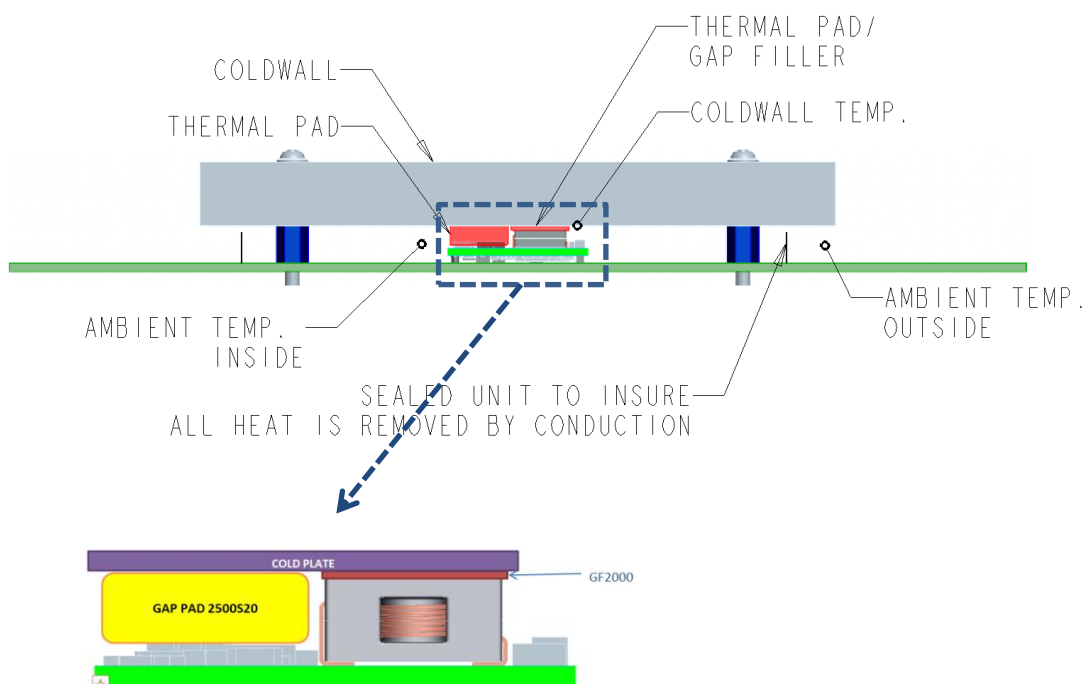 THERMAL PAD/
GAP FILLER
COLDWALL
COLDWALL TEMP.
THERMAL PAD
AMBIENT TEMP.
INSIDE
AMBIENT TEMP.
OUTSIDE
SEALED UNIT TO INSURE
ALL HEAT IS REMOVED BY CONDUCTION
COLD PLATE
GF2000
GAP PAD 2500S20